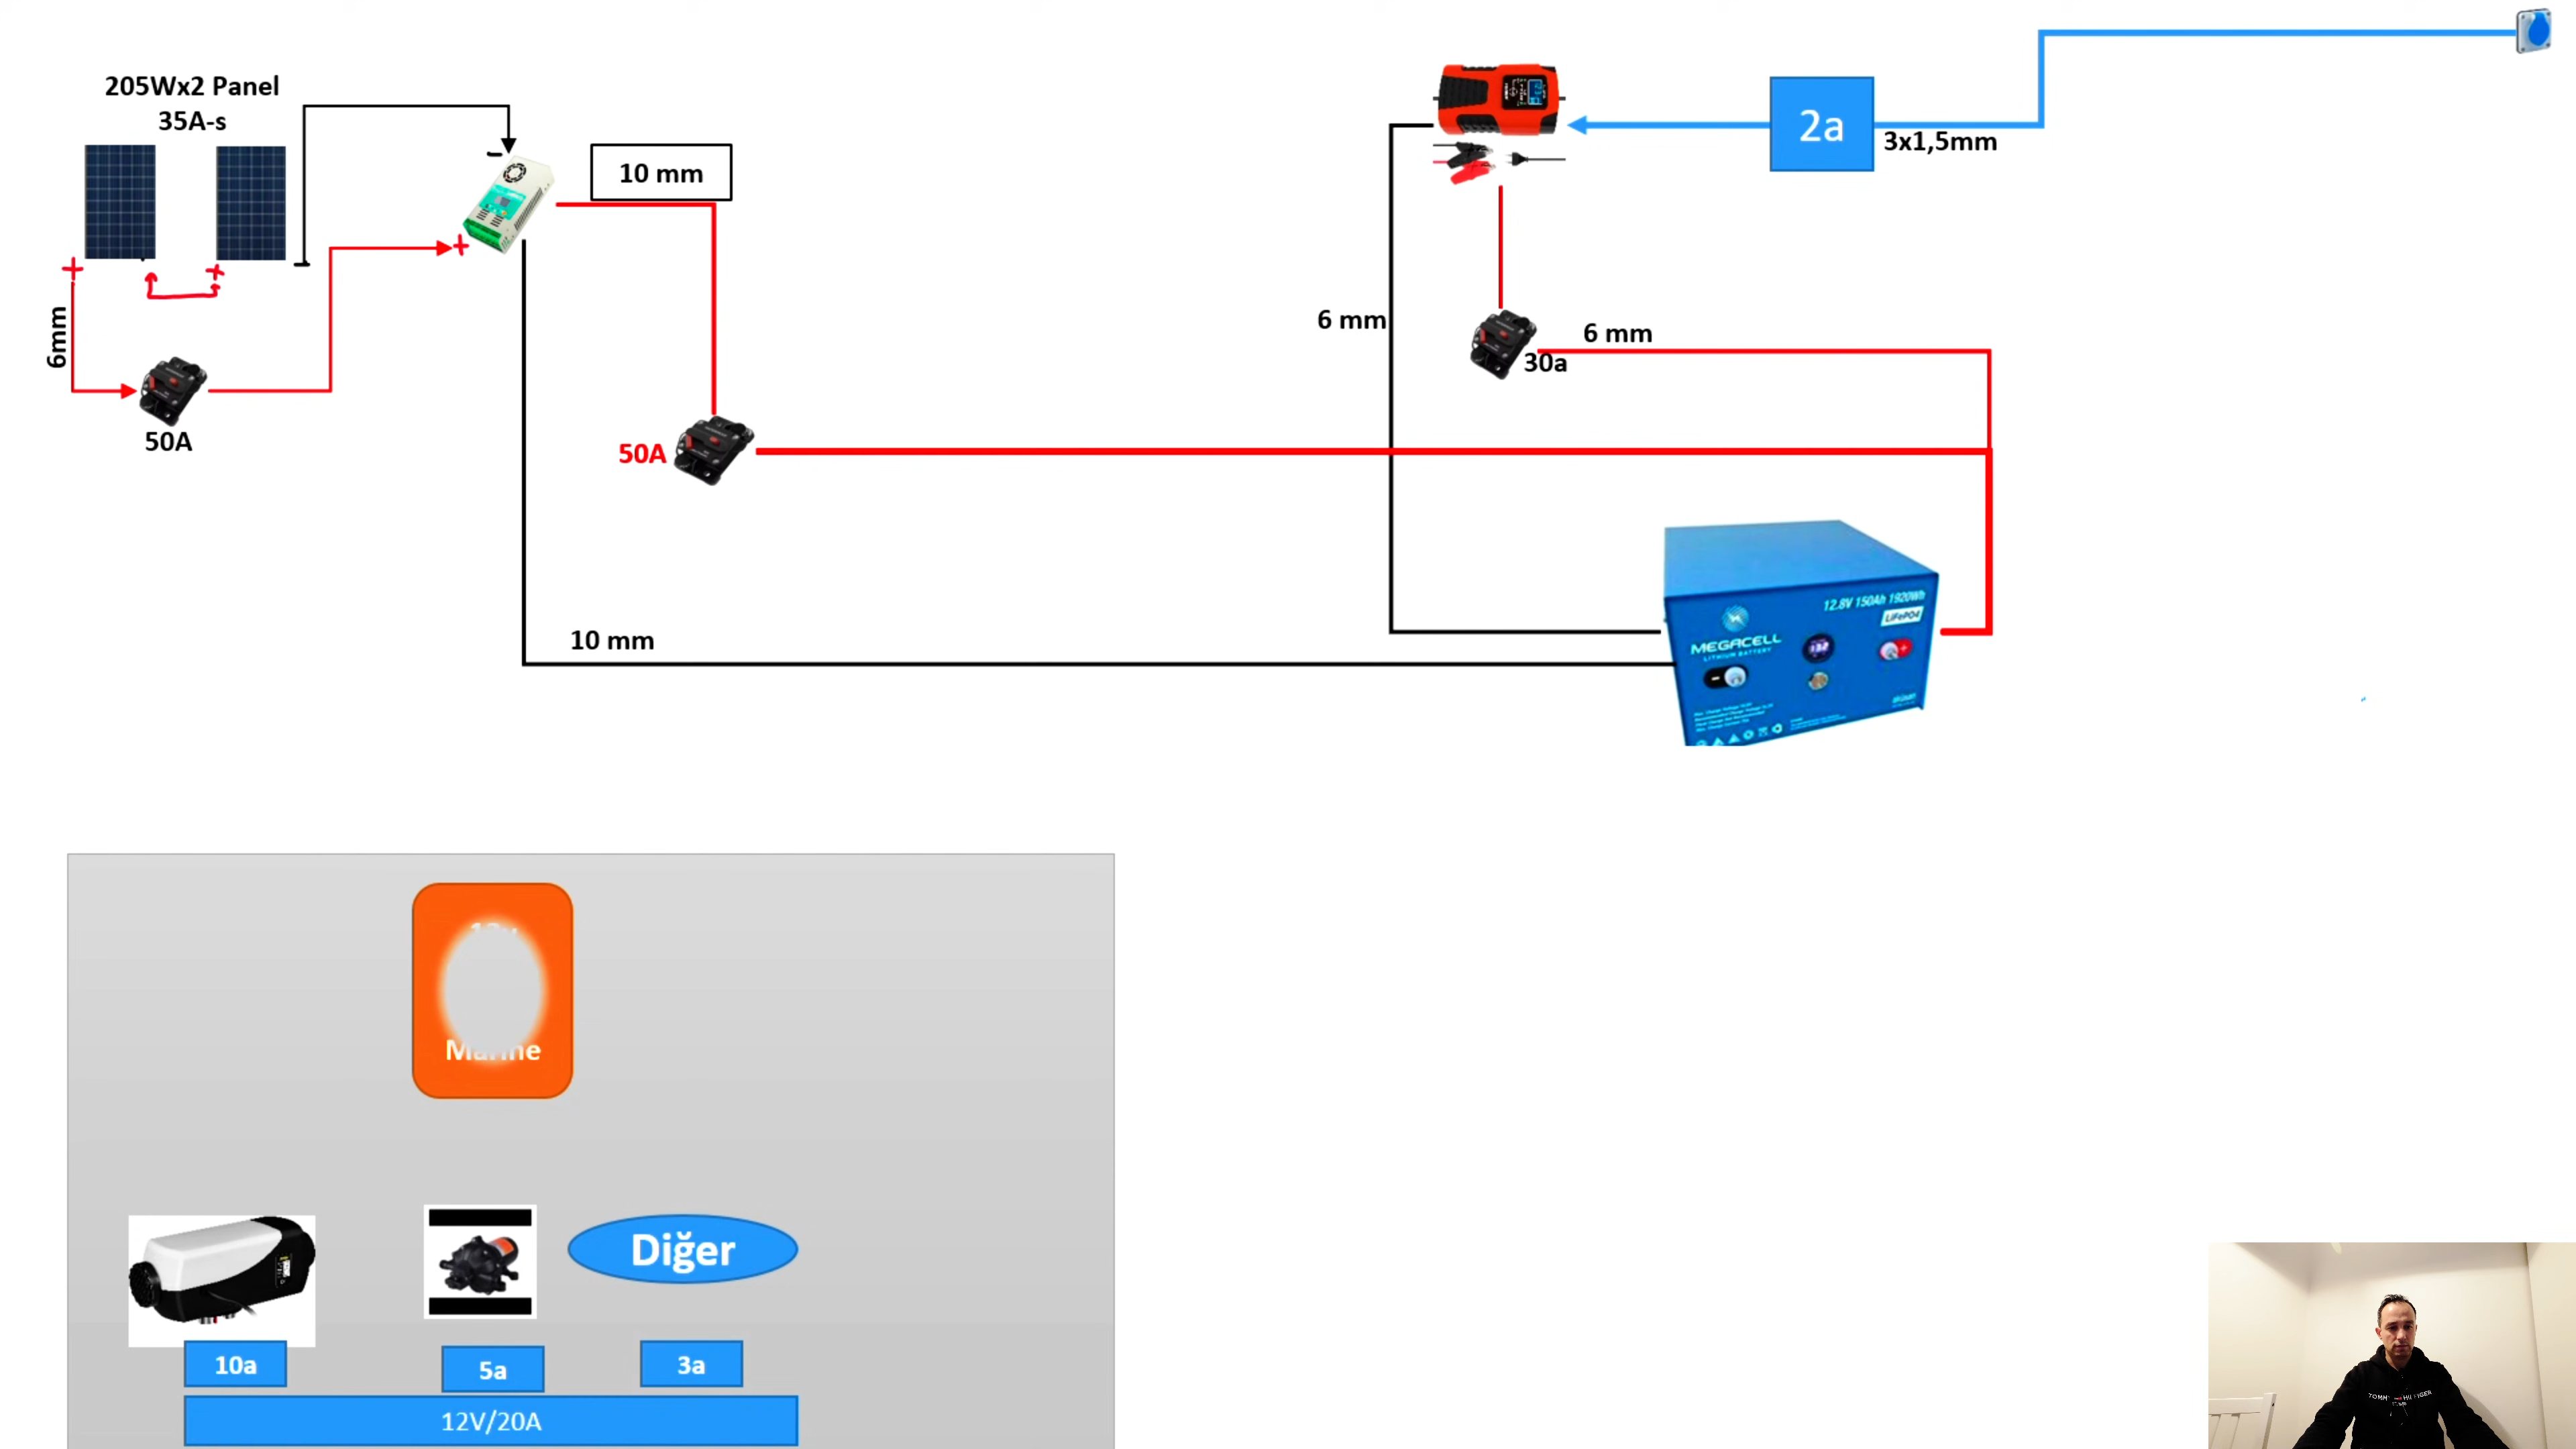 205Wx2 Panel
35A-s
6mm
50A
10 mm
50A
10 mm
6 mm
30a
6 mm
2a
3x1,5mm
12.8V 150Ah 1920Wh
LiFePO4
MEGACELL
LITHIUM BATTERY
Marine
Diğer
10a
5a
3a
12V/20A